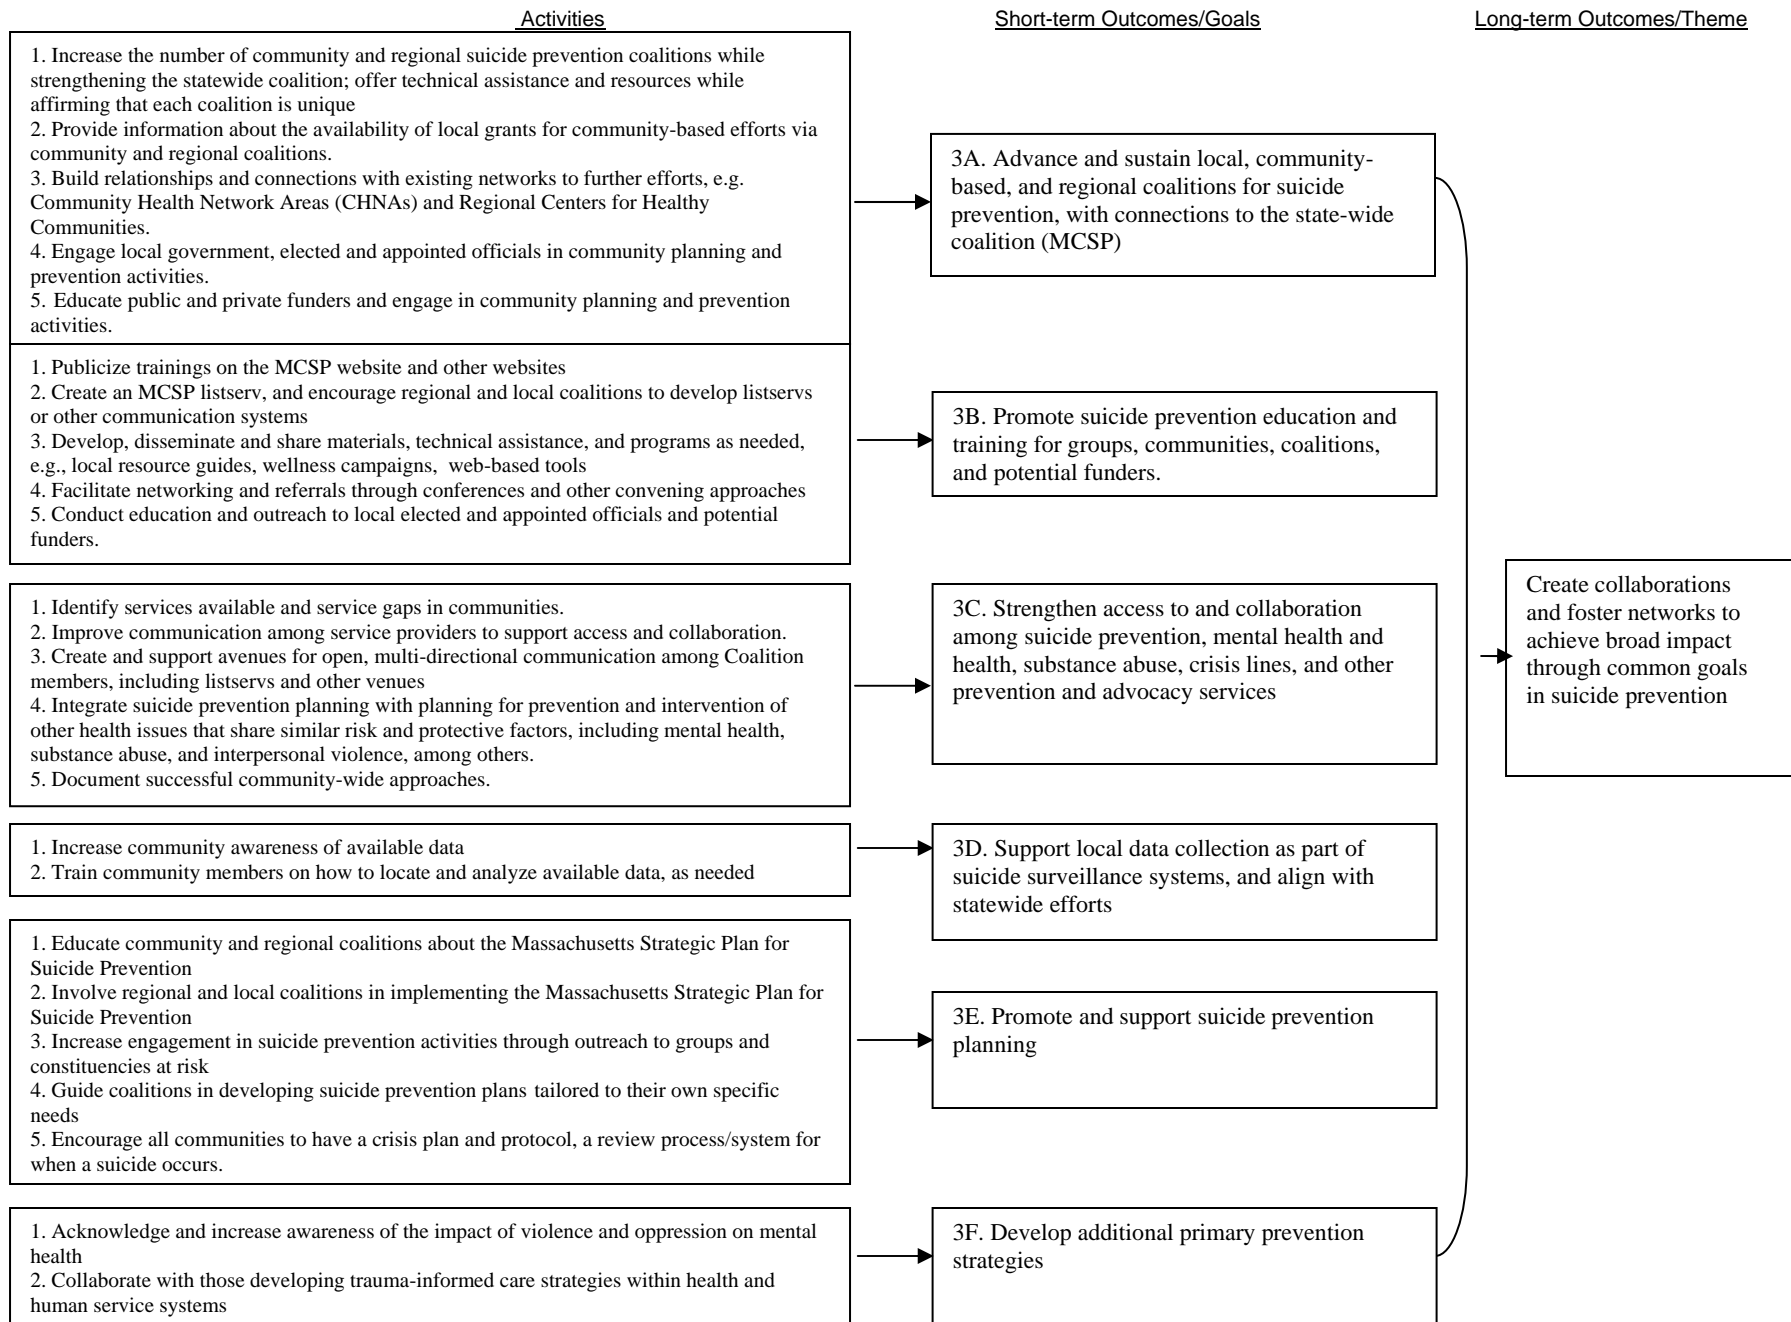 Activities
Short-term Outcomes/Goals
Long-term Outcomes/Theme
1. Increase the number of community and regional suicide prevention coalitions while
strengthening the statewide coalition; offer technical assistance and resources while
affirming that each coalition is unique
2. Provide information about the availability of local grants for community-based efforts via
community and regional coalitions.
3. Build relationships and connections with existing networks to further efforts, e.g.
Community Health Network Areas (CHNAs) and Regional Centers for Healthy
Communities.
4. Engage local government, elected and appointed officials in community planning and
prevention activities.
5. Educate public and private funders and engage in community planning and prevention
activities.
3A. Advance and sustain local, community-
based, and regional coalitions for suicide
prevention, with connections to the state-wide
coalition (MCSP)
1. Publicize trainings on the MCSP website and other websites
2. Create an MCSP listserv, and encourage regional and local coalitions to develop listservs
or other communication systems
3. Develop, disseminate and share materials, technical assistance, and programs as needed,
e.g., local resource guides, wellness campaigns, web-based tools
4. Facilitate networking and referrals through conferences and other convening approaches
5. Conduct education and outreach to local elected and appointed officials and potential
funders.
3B. Promote suicide prevention education and
training for groups, communities, coalitions,
and potential funders.
1. Identify services available and service gaps in communities.
2. Improve communication among service providers to support access and collaboration.
3. Create and support avenues for open, multi-directional communication among Coalition
members, including listservs and other venues
4. Integrate suicide prevention planning with planning for prevention and intervention of
other health issues that share similar risk and protective factors, including mental health,
substance abuse, and interpersonal violence, among others.
5. Document successful community-wide approaches.
3C. Strengthen access to and collaboration
among suicide prevention, mental health and
health, substance abuse, crisis lines, and other
prevention and advocacy services
Create collaborations
and foster networks to
achieve broad impact
through common goals
in suicide prevention
1. Increase community awareness of available data
2. Train community members on how to locate and analyze available data, as needed
3D. Support local data collection as part of
suicide surveillance systems, and align with
statewide efforts
1. Educate community and regional coalitions about the Massachusetts Strategic Plan for
Suicide Prevention
2. Involve regional and local coalitions in implementing the Massachusetts Strategic Plan for
Suicide Prevention
3. Increase engagement in suicide prevention activities through outreach to groups and
constituencies at risk
4. Guide coalitions in developing suicide prevention plans tailored to their own specific
needs
5. Encourage all communities to have a crisis plan and protocol, a review process/system for
when a suicide occurs.
3E. Promote and support suicide prevention
planning
1. Acknowledge and increase awareness of the impact of violence and oppression on mental
health
2. Collaborate with those developing trauma-informed care strategies within health and
human service systems
3F. Develop additional primary prevention
strategies